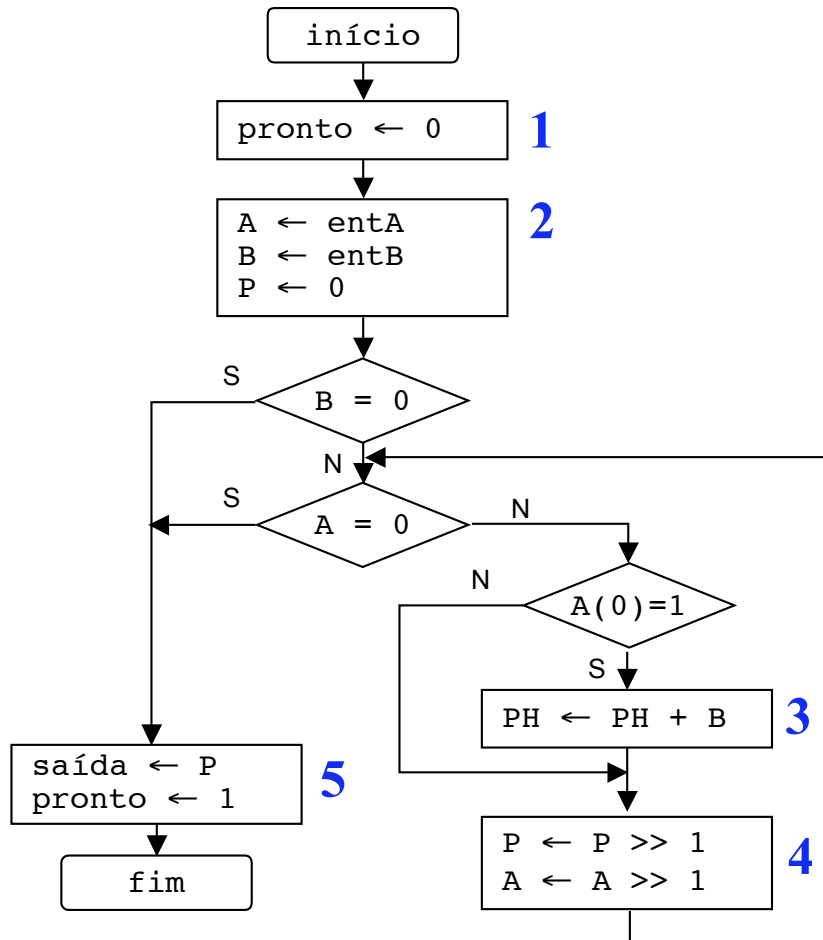 início
pronto ← 0
1
A ← entA
B ← entB
P ← 0
2
S
B = 0
N
S
A = 0
N
N
A(0)=1
S
PH ← PH + B
3
saída ← P
pronto ← 1
5
P ← P >> 1
A ← A >> 1
4
fim